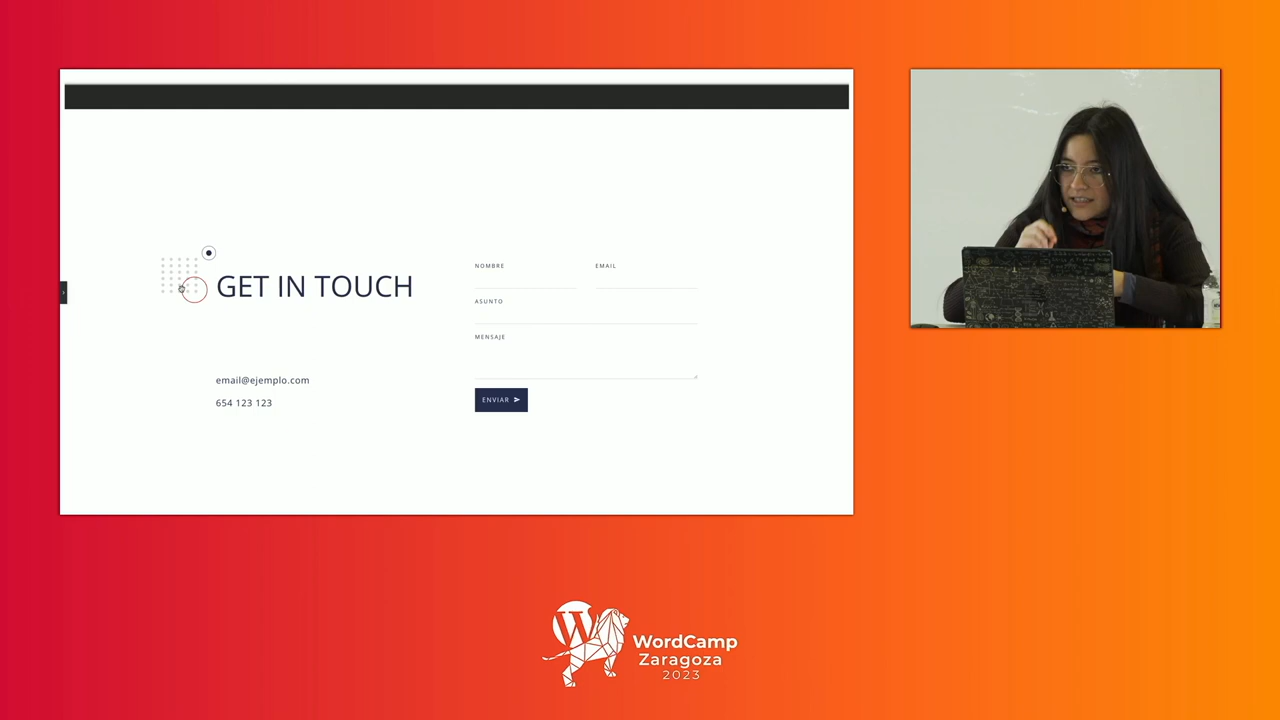 GET IN TOUCH
email@ejemplo.com
654 123 123
NOMBRE
EMAIL
ASUNTO
MENSAJE
ENVIAR
WordCamp
Zaragoza
2023